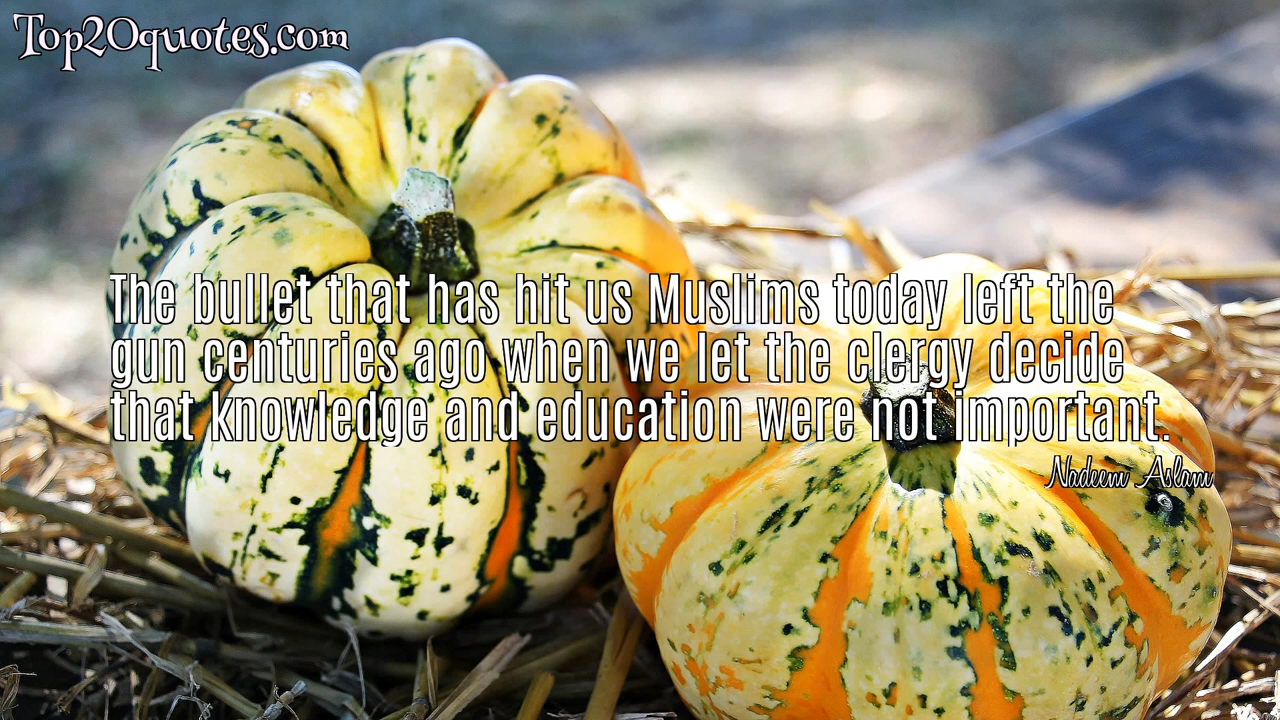 Top20quotes.com
The bullet that has hit us Muslims today left the
gun centuries ago when we let the clergy decide
that knowledge and education were not important.
Nadeem Aslam